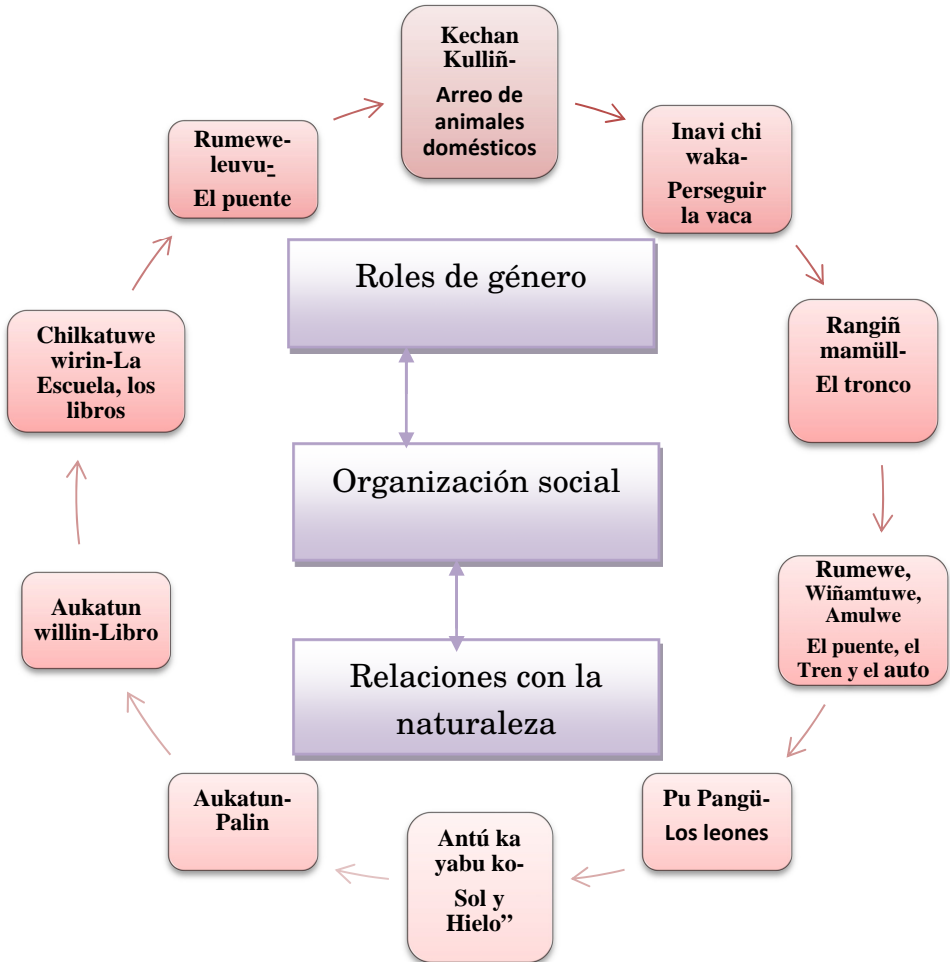 Kechan
Kulliñ-
Arreo de
animales
domésticos
Inavi chi
waka-
Perseguir
la vaca
Rangiñ
mamüll-
El tronco
Rumewe,
Wiñamtuwe,
Amulwe
El puente, el
Tren y el auto
Pu Pangü-
Los leones
Antú ka
yabu ko-
Sol y
Hielo”
Aukatun-
Palin
Aukatun
willin-Libro
Chilkatuwe
wirin-La
Escuela, los
libros
Rumewe-
leuvu-
El puente
Roles de género
Organización social
Relaciones con la
naturaleza